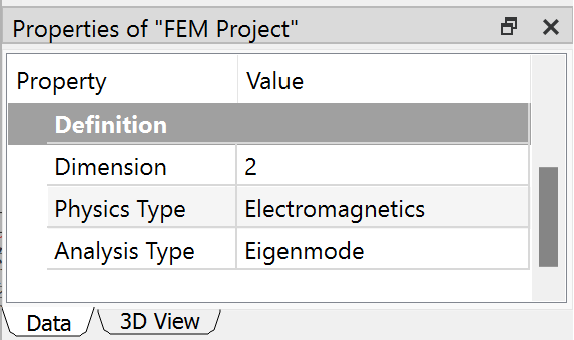 Properties of "FEM Project"
Property Value
Definition
Dimension 2
Physics Type Electromagnetics
Analysis Type Eigenmode
Data 3D View